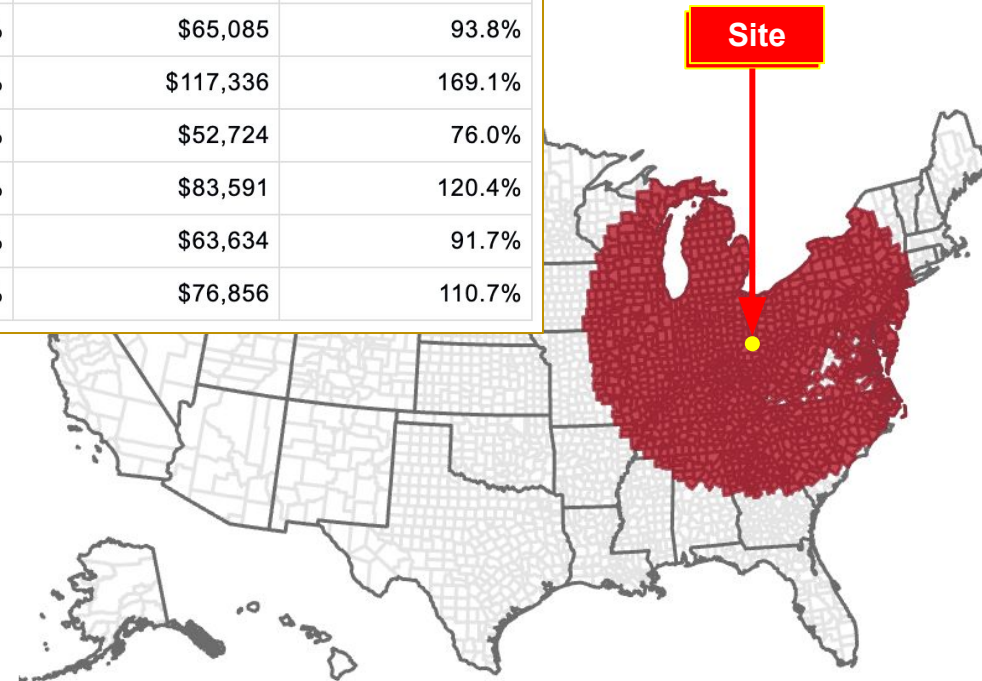 % $65,085 93.8%
% $117,336 169.1%
% $52,724 76.0%
% $83,591 120.4%
% $63,634 91.7%
% $76,856 110.7%
Site